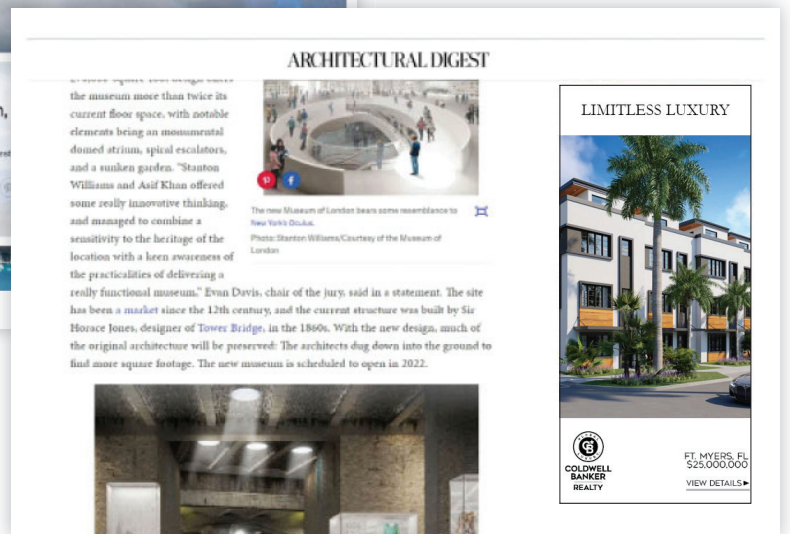 ARCHITECTURAL DIGEST
the museum more than twice its
current floor space, with notable
elements being an monumental
domed atrium, spiral escalators,
and a sunken garden. "Stanton
Williams and Asif Khan offered
some really innovative thinking,
and managed to combine a
sensitivity to the heritage of the
location with a keen awareness of
the practicalities of delivering a
really functional museum," Evan Davis, chair of the jury, said in a statement. The site
has been a market since the 12th century, and the current structure was built by Sir
Horace Jones, designer of Tower Bridge, in the 1860s. With the new design, much of
the original architecture will be preserved: The architects dug down into the ground to
find more square footage. The new museum is scheduled to open in 2022.
The new Museum of London bears some resemblance to
New York's Oculus.
Photo: Stanton Williams/Courtesy of the Museum of
London
LIMITLESS LUXURY
COLDWELL
BANKER
REALTY
FT. MYERS, FL
$25,000,000
VIEW DETAILS